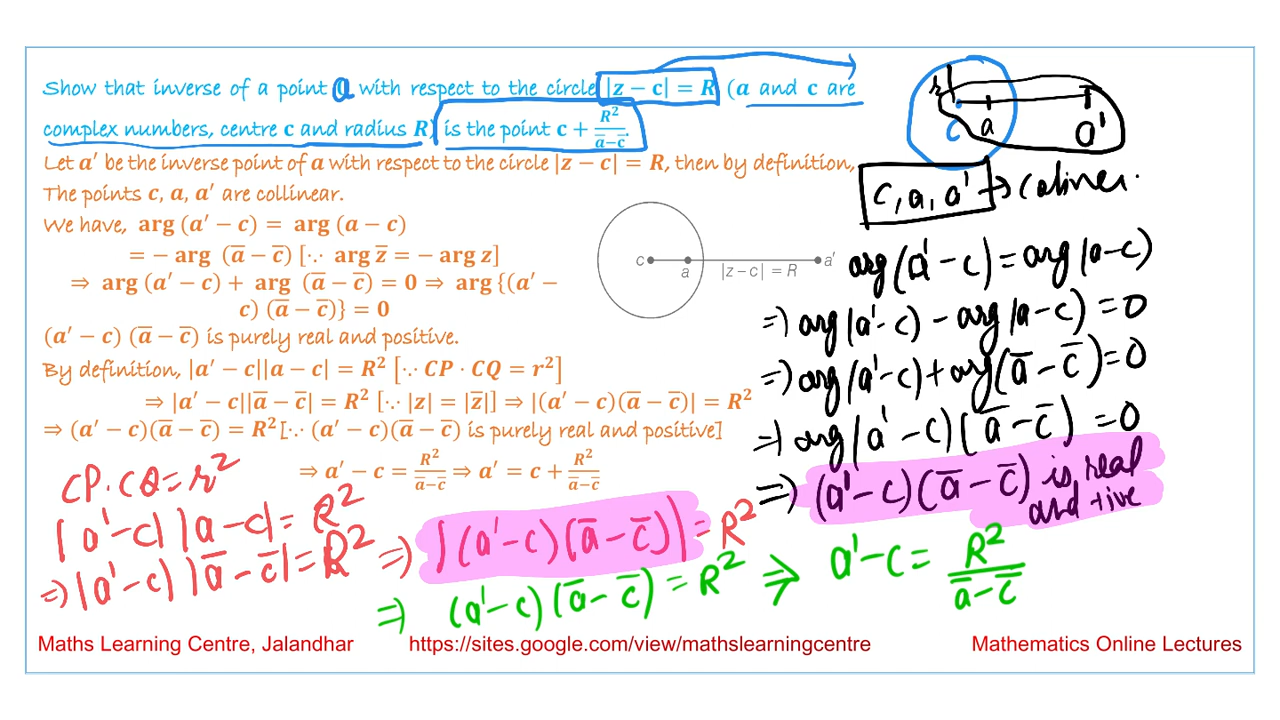 Show that inverse of a point a with respect to the circle |z − c| = R (a and c are
complex numbers, centre c and radius R) is the point c + R²/(a̅−c̅).
Let a′ be the inverse point of a with respect to the circle |z − c| = R, then by definition,
The points c, a, a′ are collinear.
We have, arg (a′ − c) = arg (a − c)
= − arg (a̅ − c̅) [∵ arg z̅ = − arg z]
⇒ arg (a′ − c) + arg (a̅ − c̅) = 0 ⇒ arg {(a′ −
c) (a̅ − c̅)} = 0
(a′ − c) (a̅ − c̅) is purely real and positive.
By definition, |a′ − c||a − c| = R² [∵ CP · CQ = r²]
⇒ |a′ − c||a̅ − c̅| = R² [∵ |z| = |z̅|] ⇒ |(a′ − c)(a̅ − c̅)| = R²
⇒ (a′ − c)(a̅ − c̅) = R² [∵ (a′ − c)(a̅ − c̅) is purely real and positive]
⇒ a′ − c = R²/(a̅−c̅) ⇒ a′ = c + R²/(a̅−c̅)
c a |z − c| = R a′
r
c a a'
c, a, a' →
arg(a' − c) = arg(a − c)
⇒ arg(a' − c) − arg(a − c) = 0
⇒ arg(a' − c) + arg(a̅ − c̅) = 0
⇒ arg(a' − c)(a̅ − c̅) = 0
⇒ (a' − c)(a̅ − c̅) is real
and +ive
CP·CQ = r²
|a' − c| |a − c| = R²
⇒ |a' − c| |a̅ − c̅| = R² ⇒ |(a' − c)(a̅ − c̅)| = R²
⇒ (a' − c)(a̅ − c̅) = R² ⇒ a' − c = R²/(a̅ − c̅)
Maths Learning Centre, Jalandhar https://sites.google.com/view/mathslearningcentre Mathematics Online Lectures